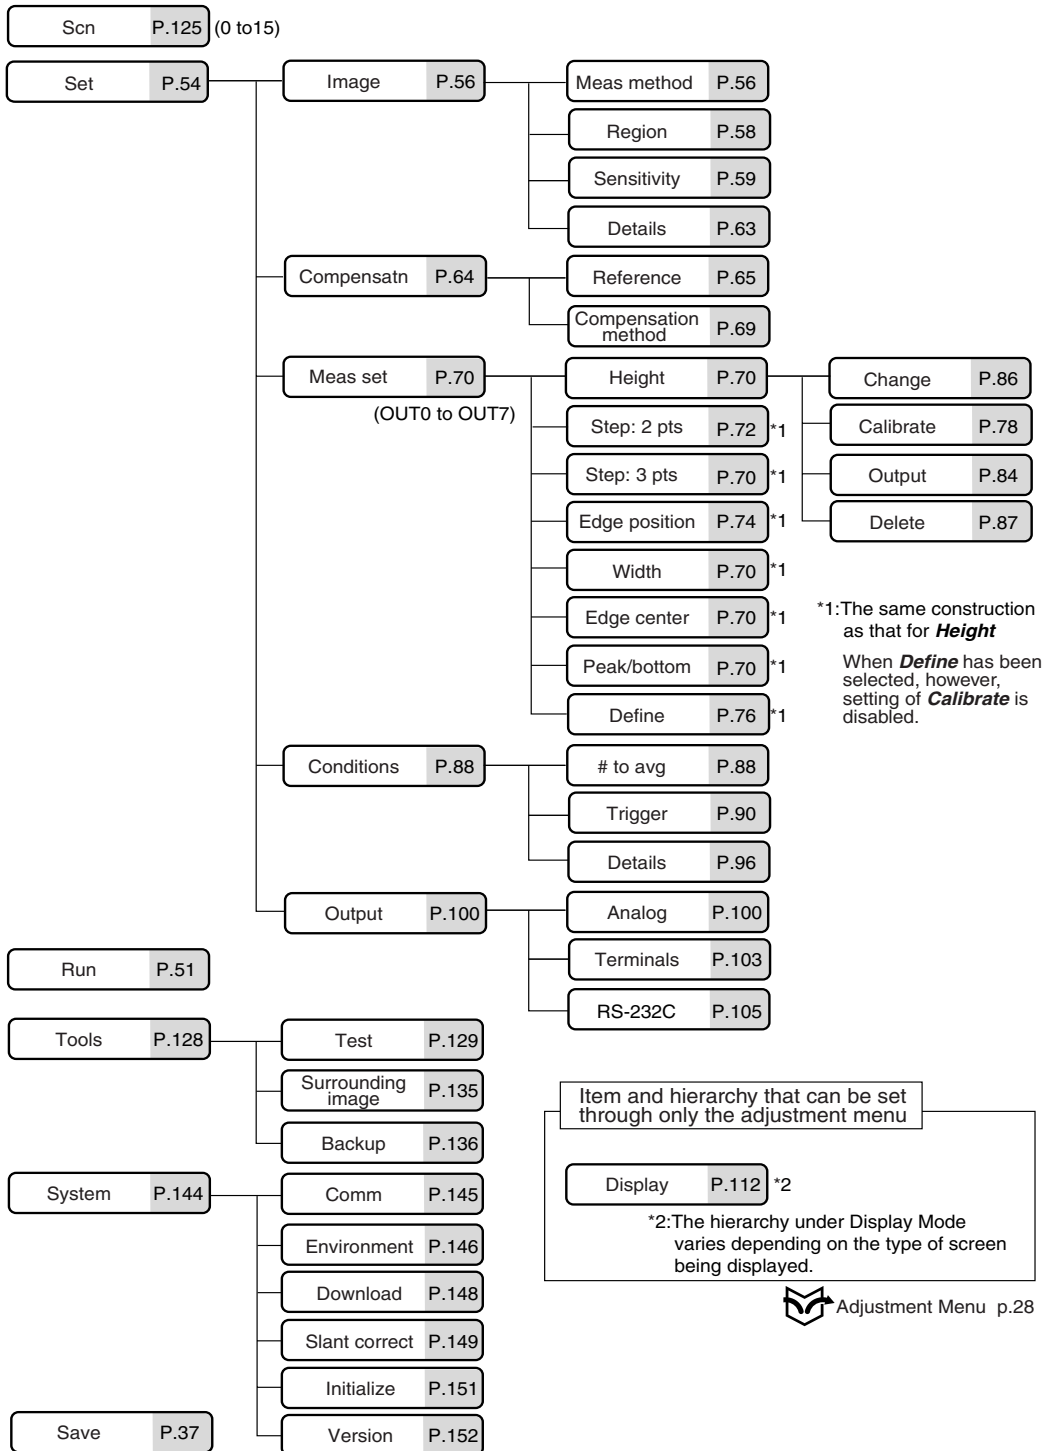 Scn P.125 (0 to15)
Set P.54
Image P.56
Meas method P.56
Region P.58
Sensitivity P.59
Details P.63
Compensatn P.64
Reference P.65
Compensation
method P.69
Meas set P.70
(OUT0 to OUT7)
Height P.70
Change P.86
Calibrate P.78
Output P.84
Delete P.87
Step: 2 pts P.72 *1
Step: 3 pts P.70 *1
Edge position P.74 *1
Width P.70 *1
Edge center P.70 *1
Peak/bottom P.70 *1
Define P.76 *1
*1:The same construction
as that for Height
When Define has been
selected, however,
setting of Calibrate is
disabled.
Conditions P.88
# to avg P.88
Trigger P.90
Details P.96
Output P.100
Analog P.100
Terminals P.103
RS-232C P.105
Run P.51
Tools P.128
Test P.129
Surrounding
image P.135
Backup P.136
System P.144
Comm P.145
Environment P.146
Download P.148
Slant correct P.149
Initialize P.151
Version P.152
Save P.37
Item and hierarchy that can be set
through only the adjustment menu
Display P.112 *2
*2:The hierarchy under Display Mode
varies depending on the type of screen
being displayed.
Adjustment Menu p.28